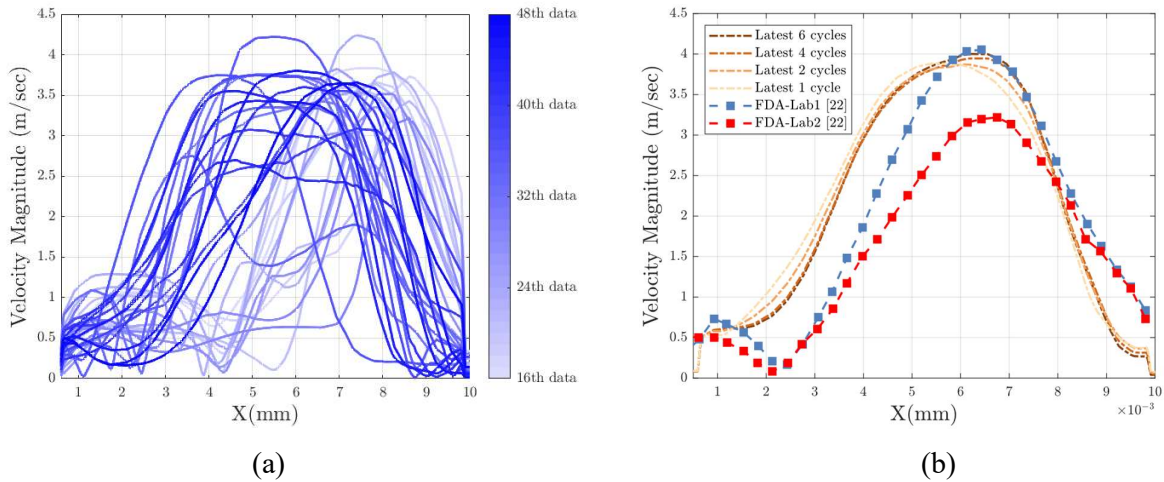 4.5
4
3.5
3
2.5
2
1.5
1
0.5
0
Velocity Magnitude (m/sec)
1 2 3 4 5 6 7 8 9 10
X(mm)
48th data
40th data
32th data
24th data
16th data
(a)
4.5
4
3.5
3
2.5
2
1.5
1
0.5
0
Velocity Magnitude (m/sec)
Latest 6 cycles
Latest 4 cycles
Latest 2 cycles
Latest 1 cycle
FDA-Lab1 [22]
FDA-Lab2 [22]
1 2 3 4 5 6 7 8 9 10
X(mm)
×10⁻³
(b)